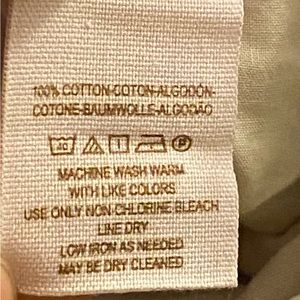 100% COTTON-COTON-ALGODÓN-
COTONE-BAUMWOLLE-ALGODÃO
MACHINE WASH WARM
WITH LIKE COLORS
USE ONLY NON-CHLORINE BLEACH
LINE DRY
LOW IRON AS NEEDED
MAY BE DRY CLEANED